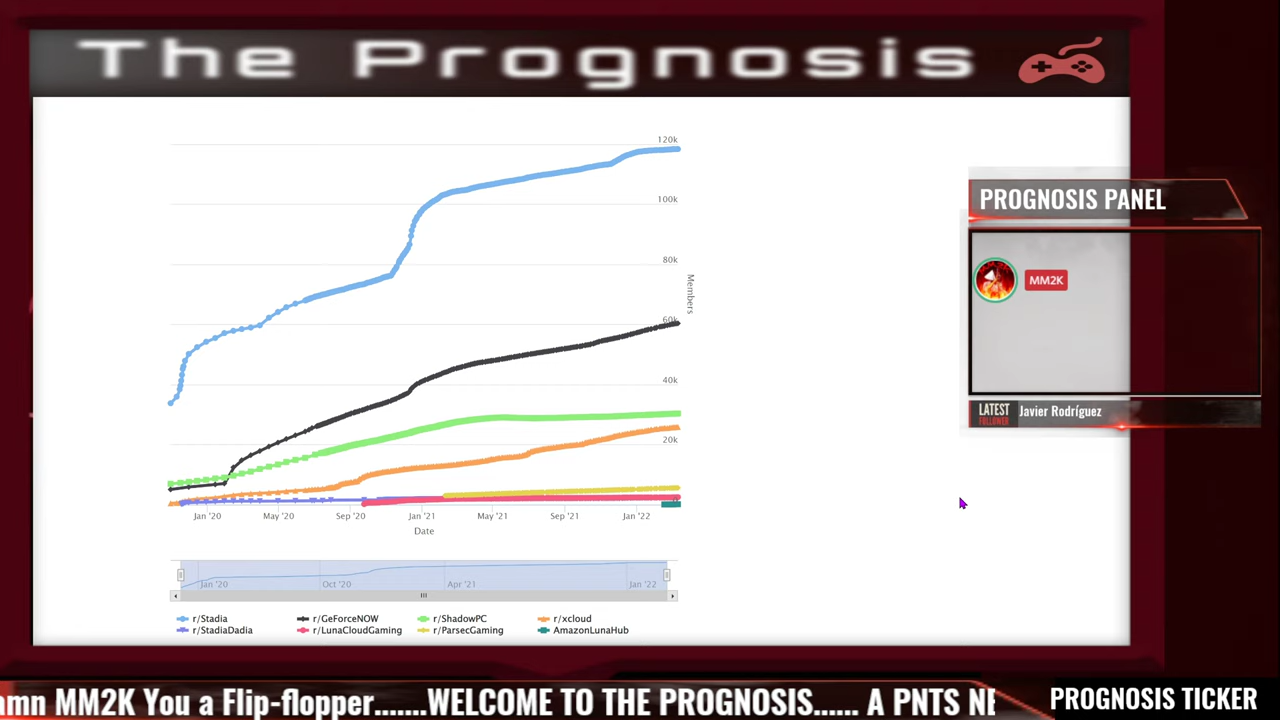 The Prognosis
120k
100k
80k
60k
40k
20k
Members
Jan '20
May '20
Sep '20
Jan '21
May '21
Sep '21
Jan '22
Date
Jan '20
Oct '20
Apr '21
Jan '22
r/Stadia
r/GeForceNOW
r/ShadowPC
r/xcloud
r/StadiaDadia
r/LunaCloudGaming
r/ParsecGaming
AmazonLunaHub
PROGNOSIS PANEL
MM2K
LATEST
FOLLOWER
Javier Rodríguez
amn MM2K You a Flip-flopper.......WELCOME TO THE PROGNOSIS...... A PNTS NE
PROGNOSIS TICKER